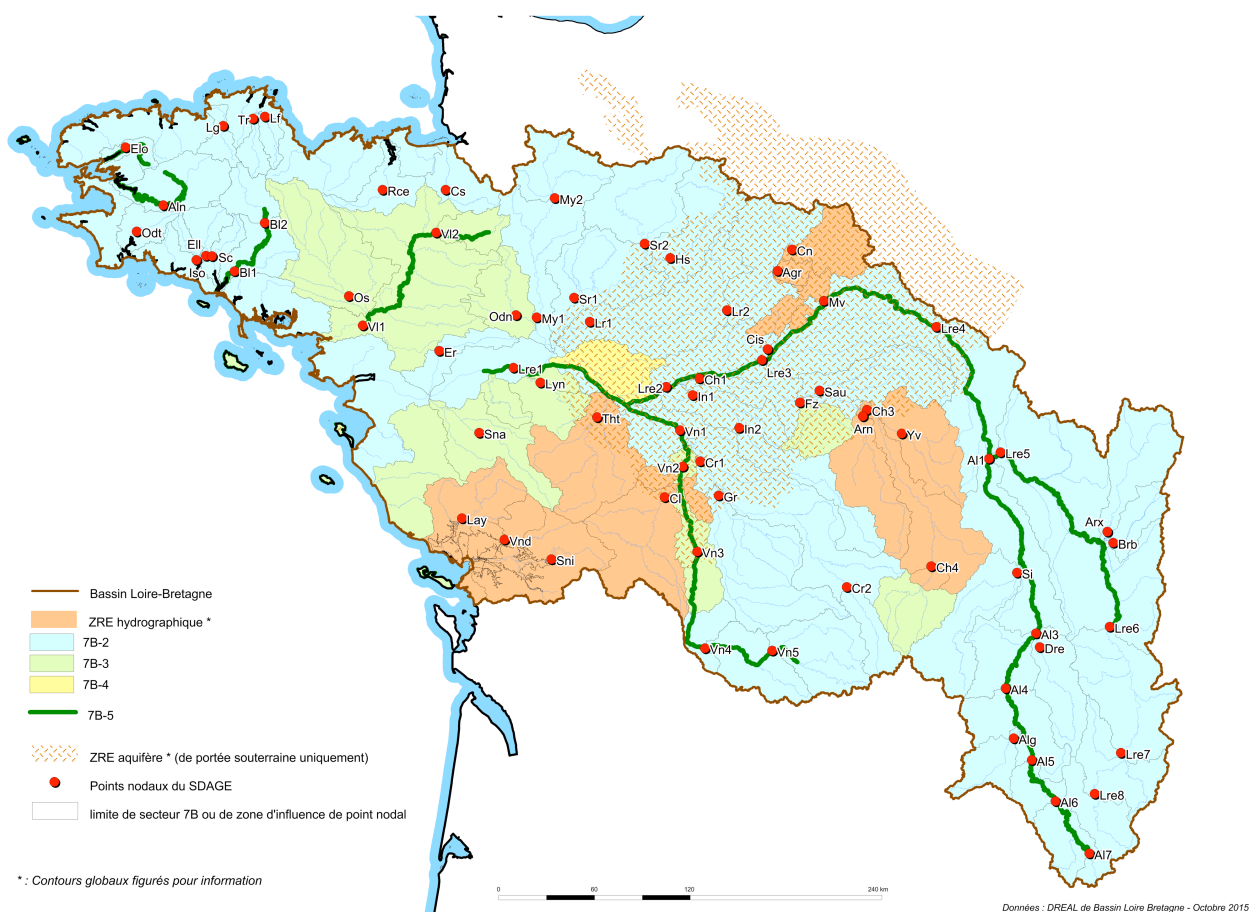 Lg
Tr
Lf
Elo
Rce
Cs
My2
Aln
Bl2
Odt
Vl2
Sr2
Cn
Ell
Sc
Hs
Iso
Bl1
Agr
Os
Sr1
Mv
Odn
My1
Lr1
Lr2
Vl1
Lre4
Er
Cis
Lre3
Lre1
Lyn
Lre2
Ch1
In1
Sau
Fz
Tht
Ch3
Arn
Sna
Vn1
In2
Yv
Vn2
Cr1
Al1
Lre5
Cl
Gr
Lay
Arx
Vnd
Brb
Sni
Vn3
Ch4
Si
Cr2
Lre6
Al3
Dre
Vn4
Vn5
Al4
Alg
Al5
Lre7
Al6
Lre8
Al7
Bassin Loire-Bretagne
ZRE hydrographique *
7B-2
7B-3
7B-4
7B-5
ZRE aquifère * (de portée souterraine uniquement)
Points nodaux du SDAGE
limite de secteur 7B ou de zone d'influence de point nodal
* : Contours globaux figurés pour information
0 60 120 240 km
Données : DREAL de Bassin Loire Bretagne - Octobre 2015